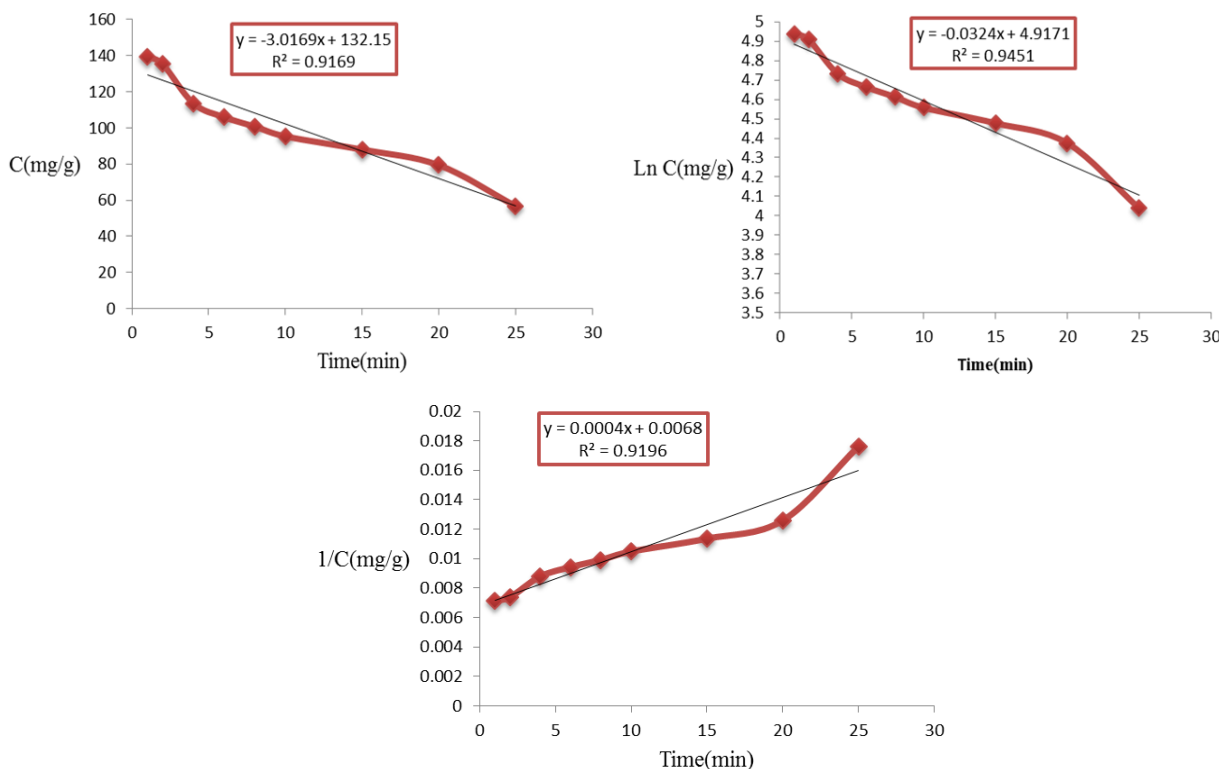 160
140
120
100
80
60
40
20
0
C(mg/g)
y = -3.0169x + 132.15
R² = 0.9169
0 5 10 15 20 25 30
Time(min)
5
4.9
4.8
4.7
4.6
4.5
4.4
4.3
4.2
4.1
4
3.9
3.8
3.7
3.6
3.5
Ln C(mg/g)
y = -0.0324x + 4.9171
R² = 0.9451
0 5 10 15 20 25 30
Time(min)
0.02
0.018
0.016
0.014
0.012
0.01
0.008
0.006
0.004
0.002
0
1/C(mg/g)
y = 0.0004x + 0.0068
R² = 0.9196
0 5 10 15 20 25 30
Time(min)